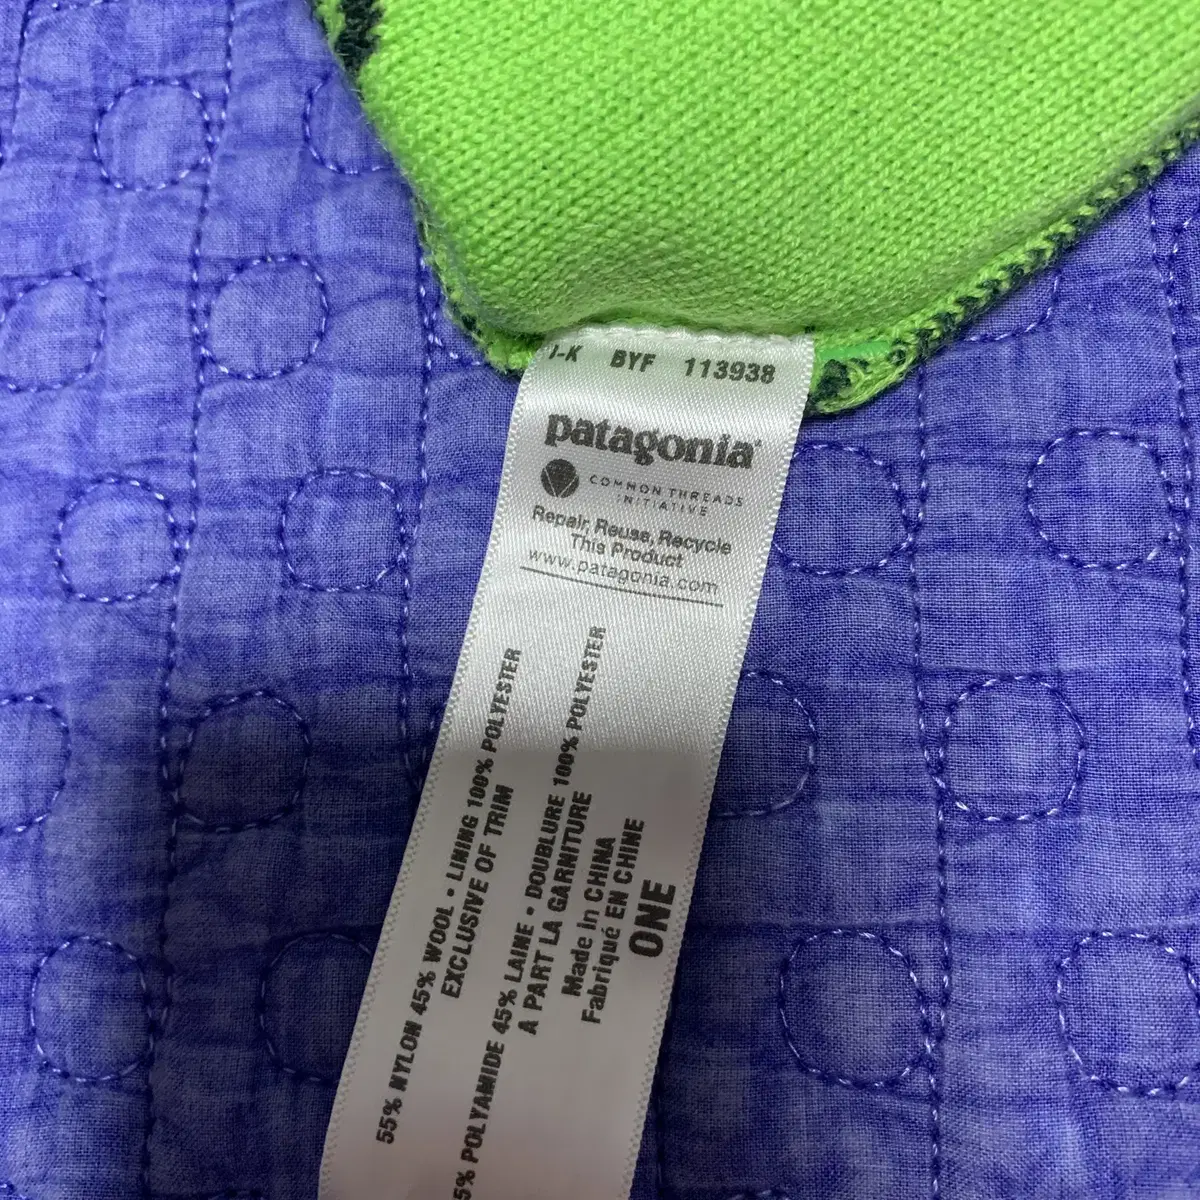 BYF 113938
patagonia
COMMON THREADS
INITIATIVE
Repair, Reuse, Recycle
This Product
www.patagonia.com
55% NYLON 45% WOOL • LINING 100% POLYESTER
EXCLUSIVE OF TRIM
5% POLYAMIDE 45% LAINE • DOUBLURE 100% POLYESTER
A PART LA GARNITURE
Made in CHINA
Fabriqué EN CHINE
ONE